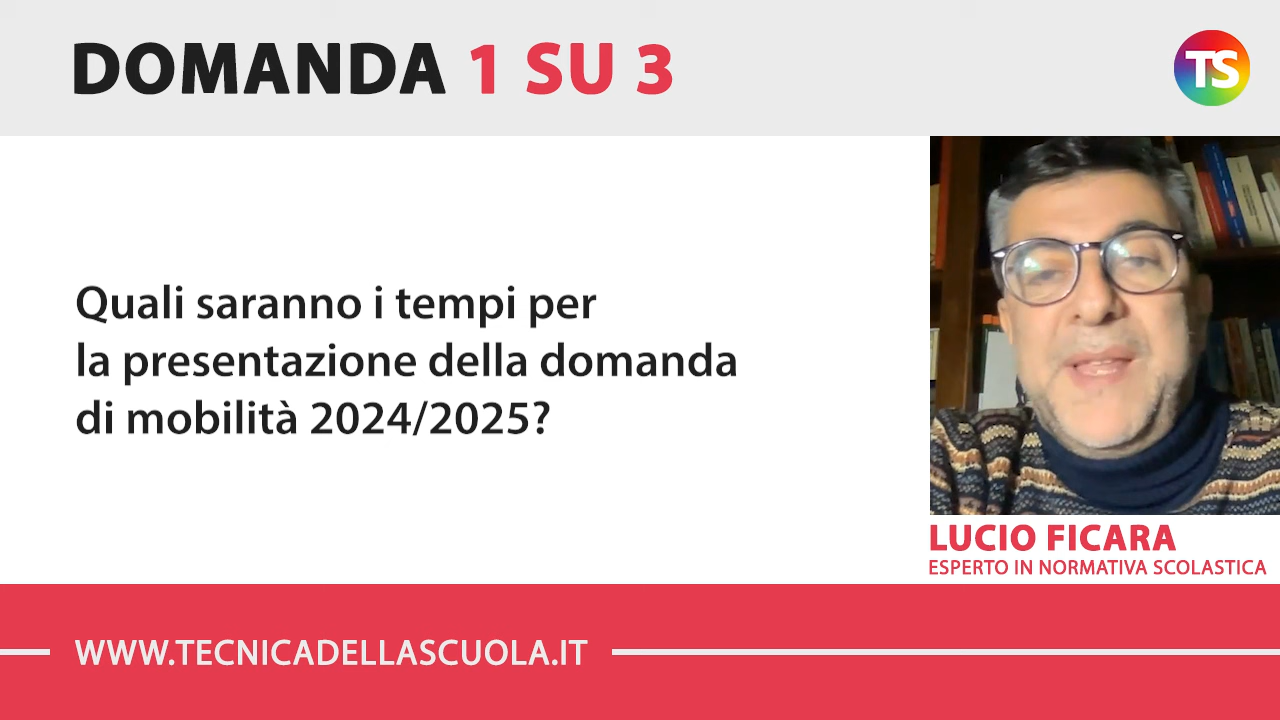 DOMANDA 1 SU 3
TS
Quali saranno i tempi per
la presentazione della domanda
di mobilità 2024/2025?
LUCIO FICARA
ESPERTO IN NORMATIVA SCOLASTICA
WWW.TECNICADELLASCUOLA.IT